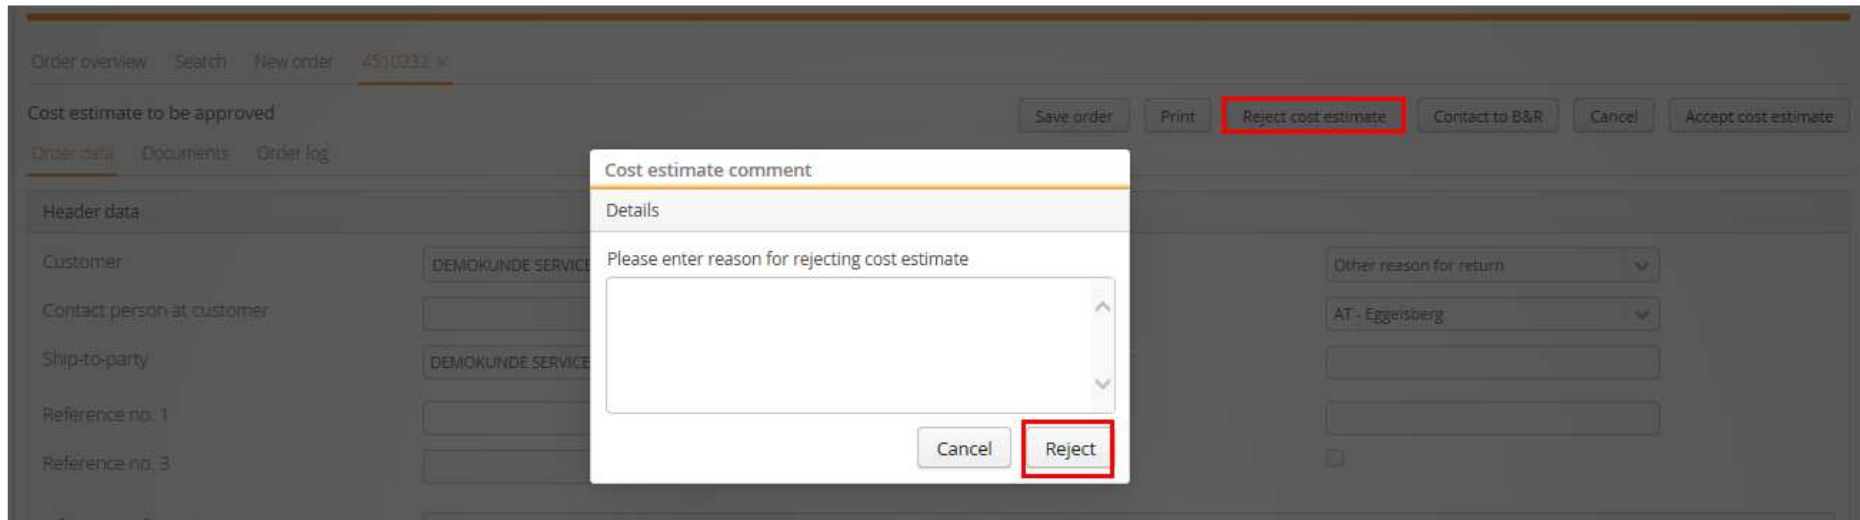 Order overview Search New order 4510232 ×
Cost estimate to be approved Save order Print Reject cost estimate Contact to B&R Cancel Accept cost estimate
Order data Documents Order log
Cost estimate comment
Header data Details
Customer DEMOKUNDE SERVICE Please enter reason for rejecting cost estimate Other reason for return
Contact person at customer AT - Eggelsberg
Ship-to-party DEMOKUNDE SERVICE
Reference no. 1
Reference no. 3 Cancel Reject